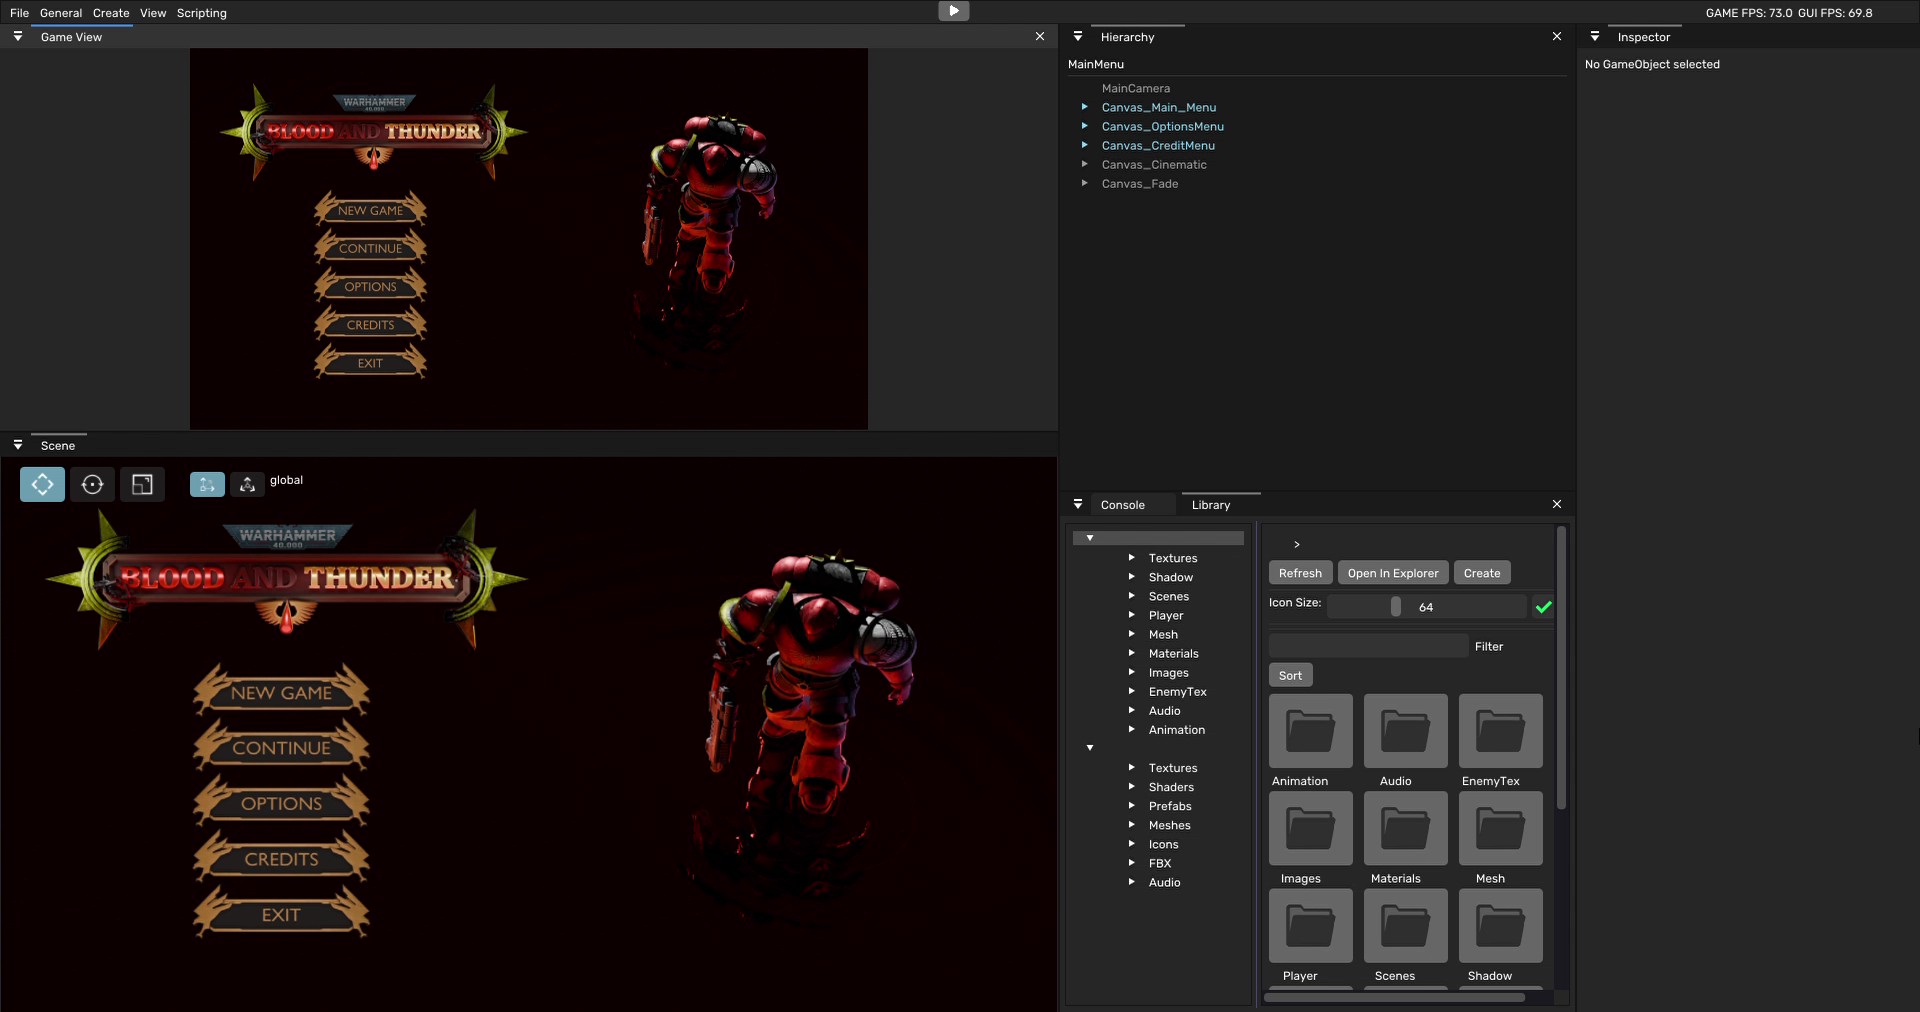 File General Create View Scripting
GAME FPS: 73.0 GUI FPS: 69.8
Game View
WARHAMMER
40,000
BLOOD AND THUNDER
NEW GAME
CONTINUE
OPTIONS
CREDITS
EXIT
Scene
global
WARHAMMER
40,000
BLOOD AND THUNDER
NEW GAME
CONTINUE
OPTIONS
CREDITS
EXIT
Hierarchy
MainMenu
MainCamera
Canvas_Main_Menu
Canvas_OptionsMenu
Canvas_CreditMenu
Canvas_Cinematic
Canvas_Fade
Console Library
Textures
Shadow
Scenes
Player
Mesh
Materials
Images
EnemyTex
Audio
Animation
Textures
Shaders
Prefabs
Meshes
Icons
FBX
Audio
>
Refresh Open In Explorer Create
Icon Size: 64
Filter
Sort
Animation Audio EnemyTex
Images Materials Mesh
Player Scenes Shadow
Inspector
No GameObject selected